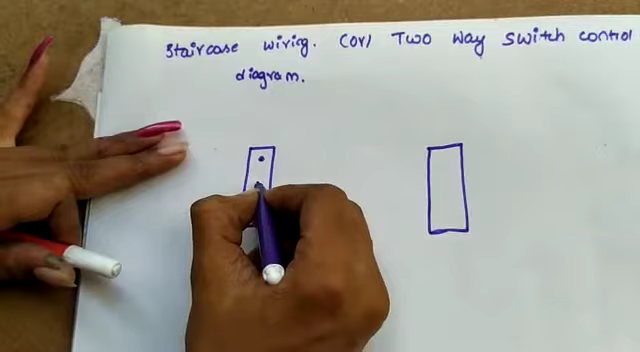 Staircase wiring. (or) Two way switch control
diagram.